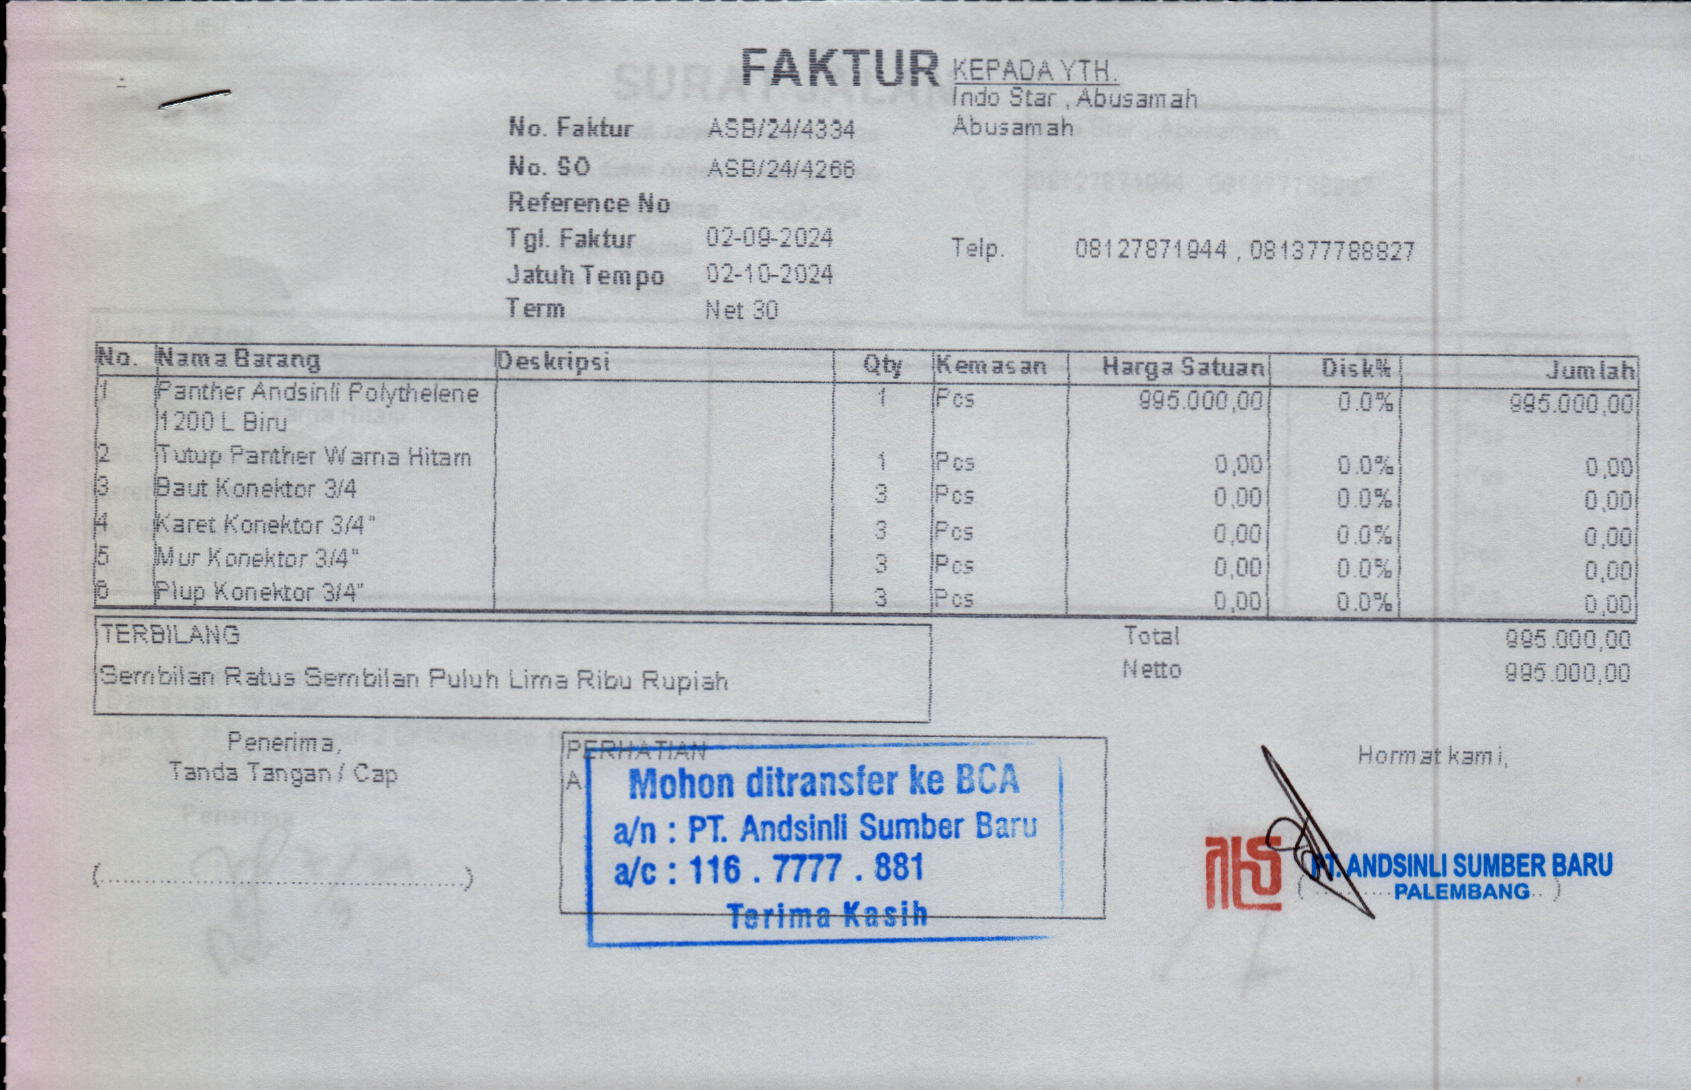 FAKTUR
KEPADA YTH.
Indo Star , Abusamah
Abusamah
No. Faktur ASB/24/4334
No. SO ASB/24/4266
Reference No
Tgl. Faktur 02-09-2024
Telp. 08127871944 , 081377788827
Jatuh Tempo 02-10-2024
Term Net 30
No. Nama Barang Deskripsi Qty Kemasan Harga Satuan Disk% Jumlah
1 Panther Andsinli Polythelene 1 Pcs 995.000,00 0.0% 995.000,00
1200 L Biru
2 Tutup Panther Warna Hitam 1 Pcs 0,00 0.0% 0,00
3 Baut Konektor 3/4 3 Pcs 0,00 0.0% 0,00
4 Karet Konektor 3/4" 3 Pcs 0,00 0.0% 0,00
5 Mur Konektor 3/4" 3 Pcs 0,00 0.0% 0,00
6 Plup Konektor 3/4" 3 Pcs 0,00 0.0% 0,00
TERBILANG
Sembilan Ratus Sembilan Puluh Lima Ribu Rupiah
Total 995.000,00
Netto 995.000,00
Penerima,
Tanda Tangan / Cap
(....................................................)
PERHATIAN
A
Mohon ditransfer ke BCA
a/n : PT. Andsinli Sumber Baru
a/c : 116 . 7777 . 881
Terima Kasih
Hormat kami,
PT. ANDSINLI SUMBER BARU
PALEMBANG